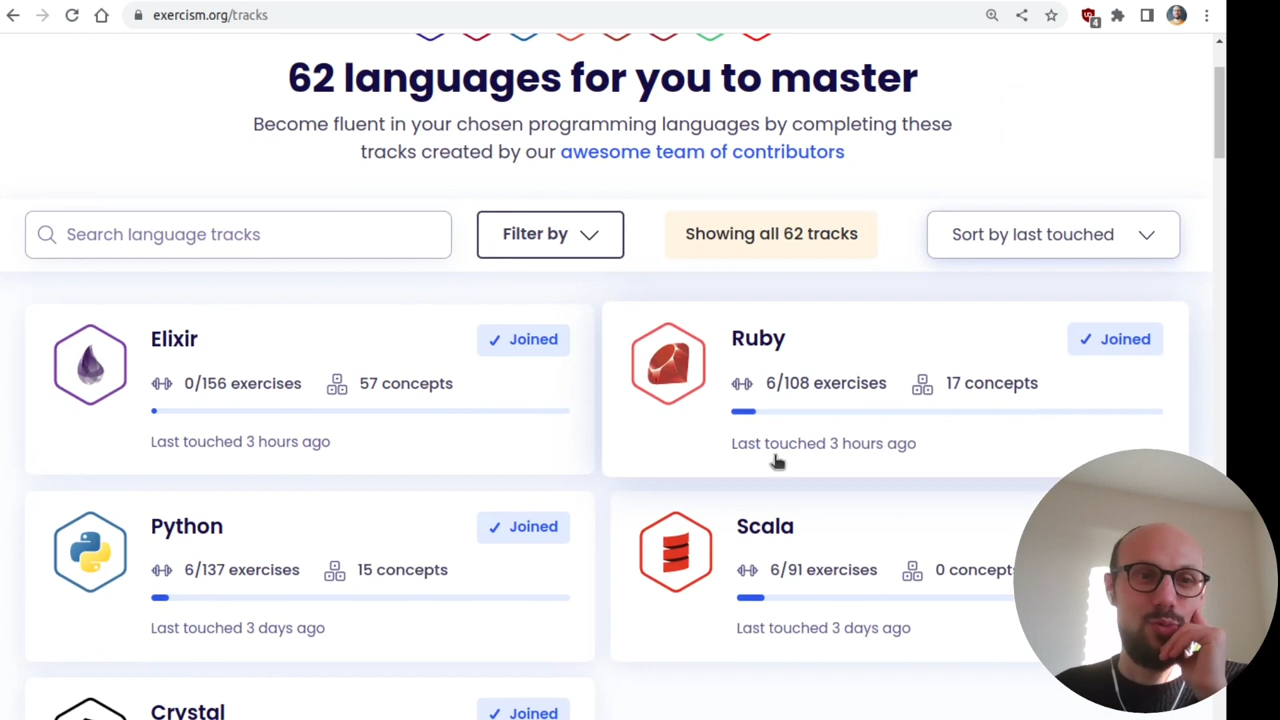 exercism.org/tracks
4
62 languages for you to master
Become fluent in your chosen programming languages by completing these
tracks created by our awesome team of contributors
Search language tracks
Filter by
Showing all 62 tracks
Sort by last touched
Elixir
Joined
0/156 exercises
57 concepts
Last touched 3 hours ago
Ruby
Joined
6/108 exercises
17 concepts
Last touched 3 hours ago
Python
Joined
6/137 exercises
15 concepts
Last touched 3 days ago
Scala
6/91 exercises
0 concepts
Last touched 3 days ago
Crystal
Joined